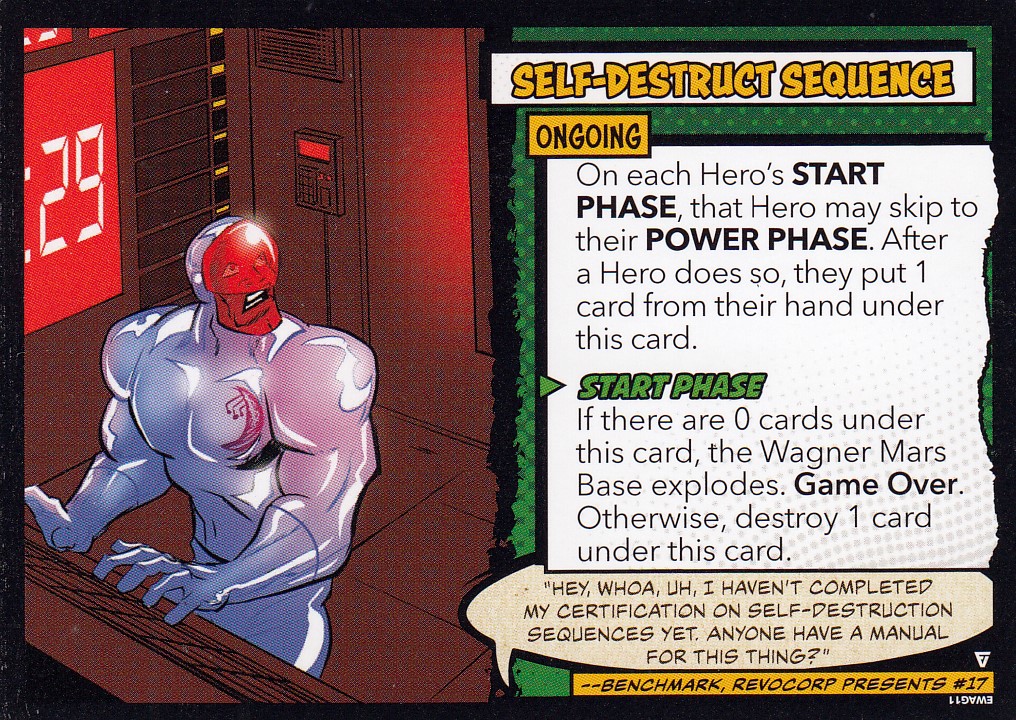 :29
SELF-DESTRUCT SEQUENCE
ONGOING
On each Hero's START
PHASE, that Hero may skip to
their POWER PHASE. After
a Hero does so, they put 1
card from their hand under
this card.
START PHASE
If there are 0 cards under
this card, the Wagner Mars
Base explodes. Game Over.
Otherwise, destroy 1 card
under this card.
"HEY, WHOA, UH, I HAVEN'T COMPLETED
MY CERTIFICATION ON SELF-DESTRUCTION
SEQUENCES YET. ANYONE HAVE A MANUAL
FOR THIS THING?"
--BENCHMARK, REVOCORP PRESENTS #17
EWAG11